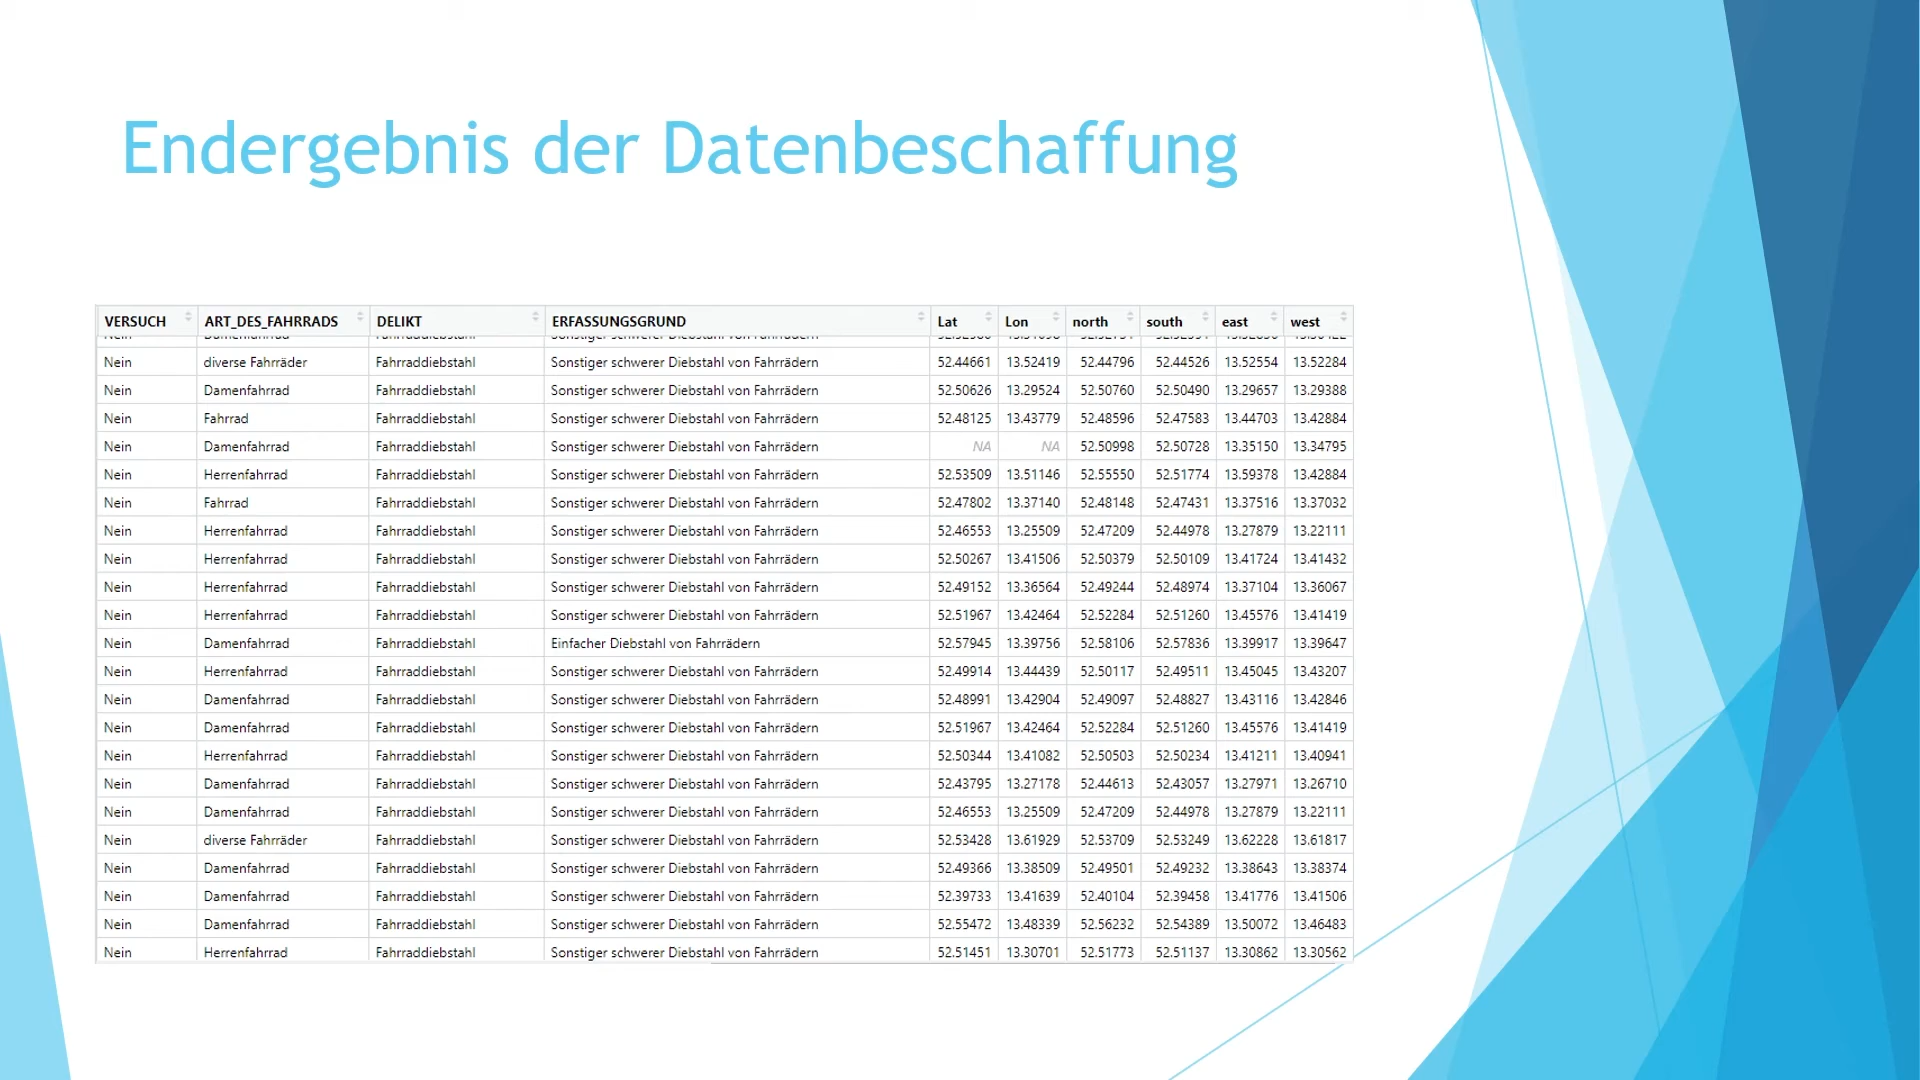 Endergebnis der Datenbeschaffung
VERSUCH ART_DES_FAHRRADS DELIKT ERFASSUNGSGRUND Lat Lon north south east west
Nein diverse Fahrräder Fahrraddiebstahl Sonstiger schwerer Diebstahl von Fahrrädern 52.44661 13.52419 52.44796 52.44526 13.52554 13.52284
Nein Damenfahrrad Fahrraddiebstahl Sonstiger schwerer Diebstahl von Fahrrädern 52.50626 13.29524 52.50760 52.50490 13.29657 13.29388
Nein Fahrrad Fahrraddiebstahl Sonstiger schwerer Diebstahl von Fahrrädern 52.48125 13.43779 52.48596 52.47583 13.44703 13.42884
Nein Damenfahrrad Fahrraddiebstahl Sonstiger schwerer Diebstahl von Fahrrädern NA NA 52.50998 52.50728 13.35150 13.34795
Nein Herrenfahrrad Fahrraddiebstahl Sonstiger schwerer Diebstahl von Fahrrädern 52.53509 13.51146 52.55550 52.51774 13.59378 13.42884
Nein Fahrrad Fahrraddiebstahl Sonstiger schwerer Diebstahl von Fahrrädern 52.47802 13.37140 52.48148 52.47431 13.37516 13.37032
Nein Herrenfahrrad Fahrraddiebstahl Sonstiger schwerer Diebstahl von Fahrrädern 52.46553 13.25509 52.47209 52.44978 13.27879 13.22111
Nein Herrenfahrrad Fahrraddiebstahl Sonstiger schwerer Diebstahl von Fahrrädern 52.50267 13.41506 52.50379 52.50109 13.41724 13.41432
Nein Herrenfahrrad Fahrraddiebstahl Sonstiger schwerer Diebstahl von Fahrrädern 52.49152 13.36564 52.49244 52.48974 13.37104 13.36067
Nein Herrenfahrrad Fahrraddiebstahl Sonstiger schwerer Diebstahl von Fahrrädern 52.51967 13.42464 52.52284 52.51260 13.45576 13.41419
Nein Damenfahrrad Fahrraddiebstahl Einfacher Diebstahl von Fahrrädern 52.57945 13.39756 52.58106 52.57836 13.39917 13.39647
Nein Herrenfahrrad Fahrraddiebstahl Sonstiger schwerer Diebstahl von Fahrrädern 52.49914 13.44439 52.50117 52.49511 13.45045 13.43207
Nein Damenfahrrad Fahrraddiebstahl Sonstiger schwerer Diebstahl von Fahrrädern 52.48991 13.42904 52.49097 52.48827 13.43116 13.42846
Nein Damenfahrrad Fahrraddiebstahl Sonstiger schwerer Diebstahl von Fahrrädern 52.51967 13.42464 52.52284 52.51260 13.45576 13.41419
Nein Herrenfahrrad Fahrraddiebstahl Sonstiger schwerer Diebstahl von Fahrrädern 52.50344 13.41082 52.50503 52.50234 13.41211 13.40941
Nein Damenfahrrad Fahrraddiebstahl Sonstiger schwerer Diebstahl von Fahrrädern 52.43795 13.27178 52.44613 52.43057 13.27971 13.26710
Nein Damenfahrrad Fahrraddiebstahl Sonstiger schwerer Diebstahl von Fahrrädern 52.46553 13.25509 52.47209 52.44978 13.27879 13.22111
Nein diverse Fahrräder Fahrraddiebstahl Sonstiger schwerer Diebstahl von Fahrrädern 52.53428 13.61929 52.53709 52.53249 13.62228 13.61817
Nein Damenfahrrad Fahrraddiebstahl Sonstiger schwerer Diebstahl von Fahrrädern 52.49366 13.38509 52.49501 52.49232 13.38643 13.38374
Nein Damenfahrrad Fahrraddiebstahl Sonstiger schwerer Diebstahl von Fahrrädern 52.39733 13.41639 52.40104 52.39458 13.41776 13.41506
Nein Damenfahrrad Fahrraddiebstahl Sonstiger schwerer Diebstahl von Fahrrädern 52.55472 13.48339 52.56232 52.54389 13.50072 13.46483
Nein Herrenfahrrad Fahrraddiebstahl Sonstiger schwerer Diebstahl von Fahrrädern 52.51451 13.30701 52.51773 52.51137 13.30862 13.30562